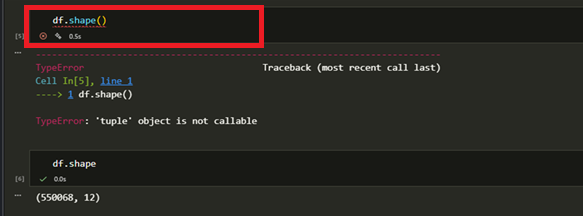 df.shape()
[5] 0.5s
...
TypeError Traceback (most recent call last)
Cell In[5], line 1
----> 1 df.shape()
TypeError: 'tuple' object is not callable
df.shape
[6] 0.0s
... (550068, 12)